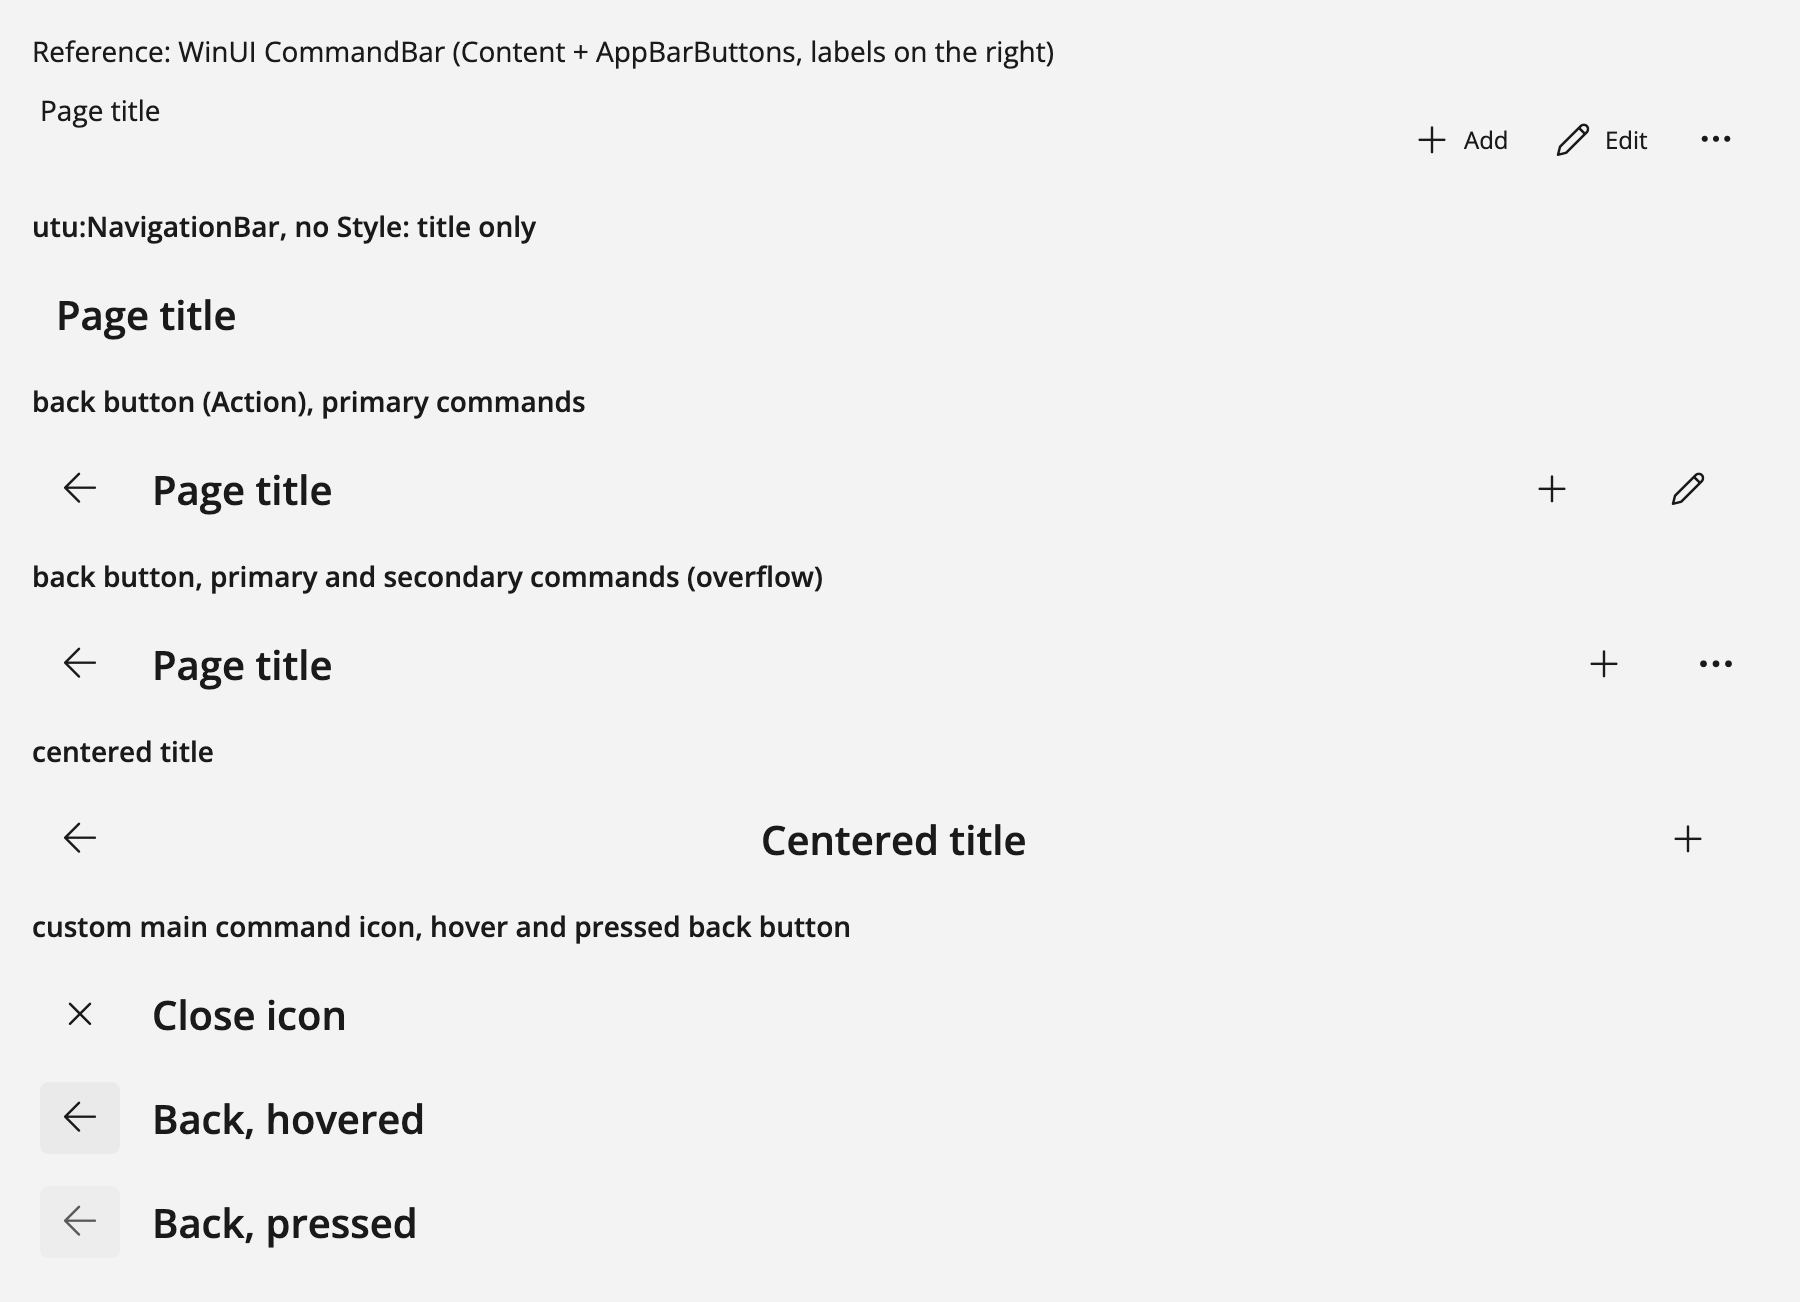 Reference: WinUI CommandBar (Content + AppBarButtons, labels on the right)
Page title
Add Edit
utu:NavigationBar, no Style: title only
Page title
back button (Action), primary commands
Page title
back button, primary and secondary commands (overflow)
Page title
centered title
Centered title
custom main command icon, hover and pressed back button
Close icon
Back, hovered
Back, pressed